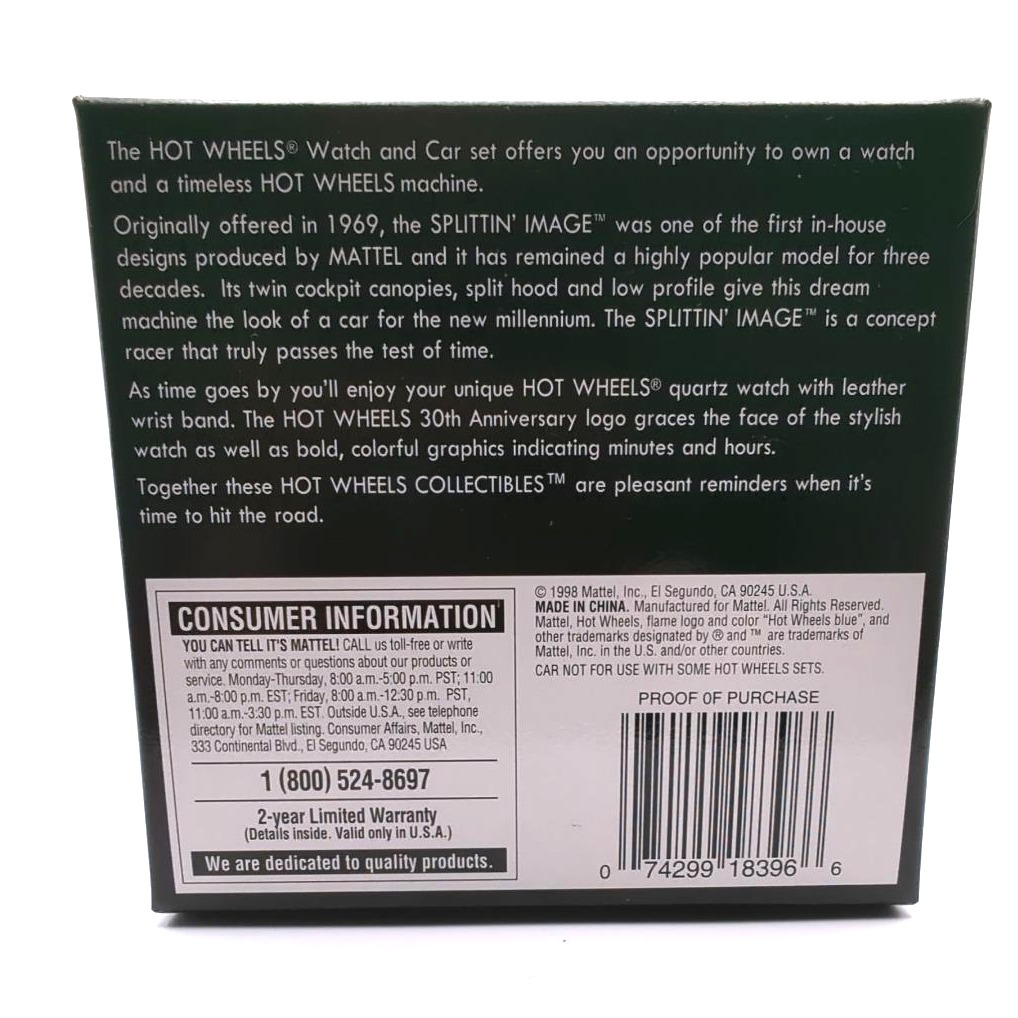 The HOT WHEELS® Watch and Car set offers you an opportunity to own a watch
and a timeless HOT WHEELS machine.
Originally offered in 1969, the SPLITTIN' IMAGE™ was one of the first in-house
designs produced by MATTEL and it has remained a highly popular model for three
decades. Its twin cockpit canopies, split hood and low profile give this dream
machine the look of a car for the new millennium. The SPLITTIN' IMAGE™ is a concept
racer that truly passes the test of time.
As time goes by you'll enjoy your unique HOT WHEELS® quartz watch with leather
wrist band. The HOT WHEELS 30th Anniversary logo graces the face of the stylish
watch as well as bold, colorful graphics indicating minutes and hours.
Together these HOT WHEELS COLLECTIBLES™ are pleasant reminders when it's
time to hit the road.
CONSUMER INFORMATION
YOU CAN TELL IT'S MATTEL! CALL us toll-free or write
with any comments or questions about our products or
service. Monday-Thursday, 8:00 a.m.-5:00 p.m. PST; 11:00
a.m.-8:00 p.m. EST; Friday, 8:00 a.m.-12:30 p.m. PST,
11:00 a.m.-3:30 p.m. EST. Outside U.S.A., see telephone
directory for Mattel listing. Consumer Affairs, Mattel, Inc.,
333 Continental Blvd., El Segundo, CA 90245 USA
1 (800) 524-8697
2-year Limited Warranty
(Details inside. Valid only in U.S.A.)
We are dedicated to quality products.
© 1998 Mattel, Inc., El Segundo, CA 90245 U.S.A.
MADE IN CHINA. Manufactured for Mattel. All Rights Reserved.
Mattel, Hot Wheels, flame logo and color "Hot Wheels blue", and
other trademarks designated by ® and ™ are trademarks of
Mattel, Inc. in the U.S. and/or other countries.
CAR NOT FOR USE WITH SOME HOT WHEELS SETS.
PROOF OF PURCHASE
0 74299 18396 6